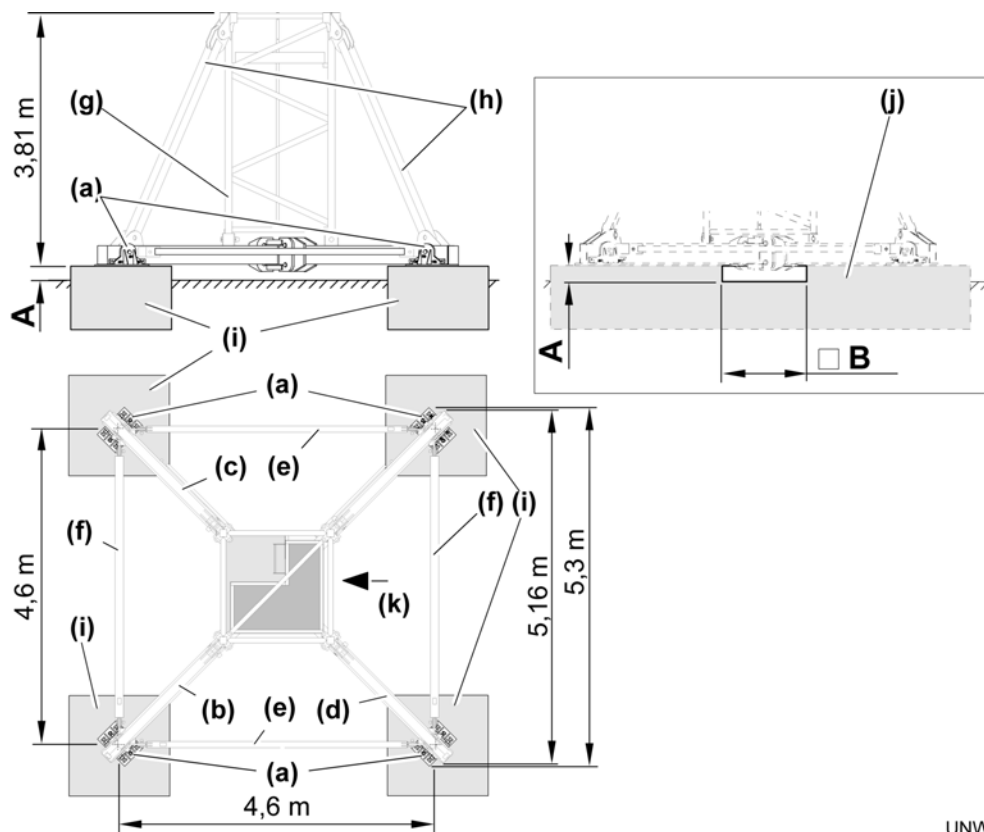 3,81 m
(g)
(h)
(a)
A
(i)
(j)
A
□ B
(a)
(c)
(e)
(f)
(f)
(i)
4,6 m
(k)
5,16 m
5,3 m
(i)
(b)
(e)
(d)
(a)
4,6 m
UNW